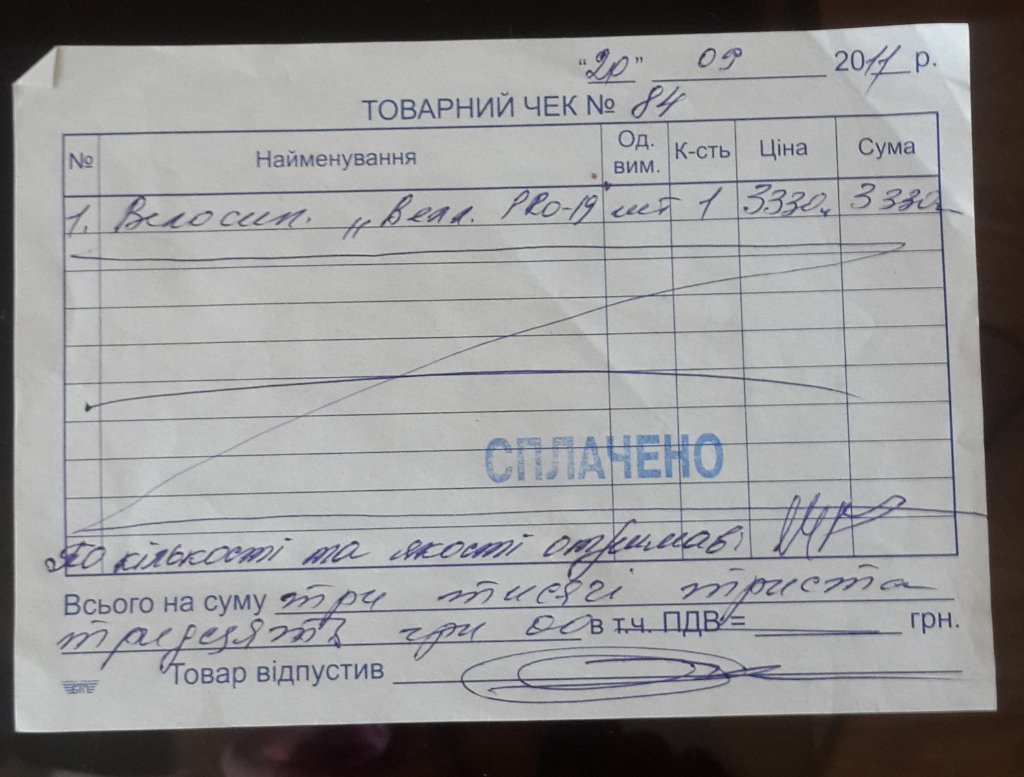 "20" 09 2017 р.
ТОВАРНИЙ ЧЕК № 84
№ Найменування Од. вим. К-сть Ціна Сума
1. Велосип. „Велл. PRO-19 шт 1 3330 3330
СПЛАЧЕНО
По кількості та якості отримав
Всього на суму три тисячі триста
тридцять грн 00 в т.ч. ПДВ = грн.
Товар відпустив